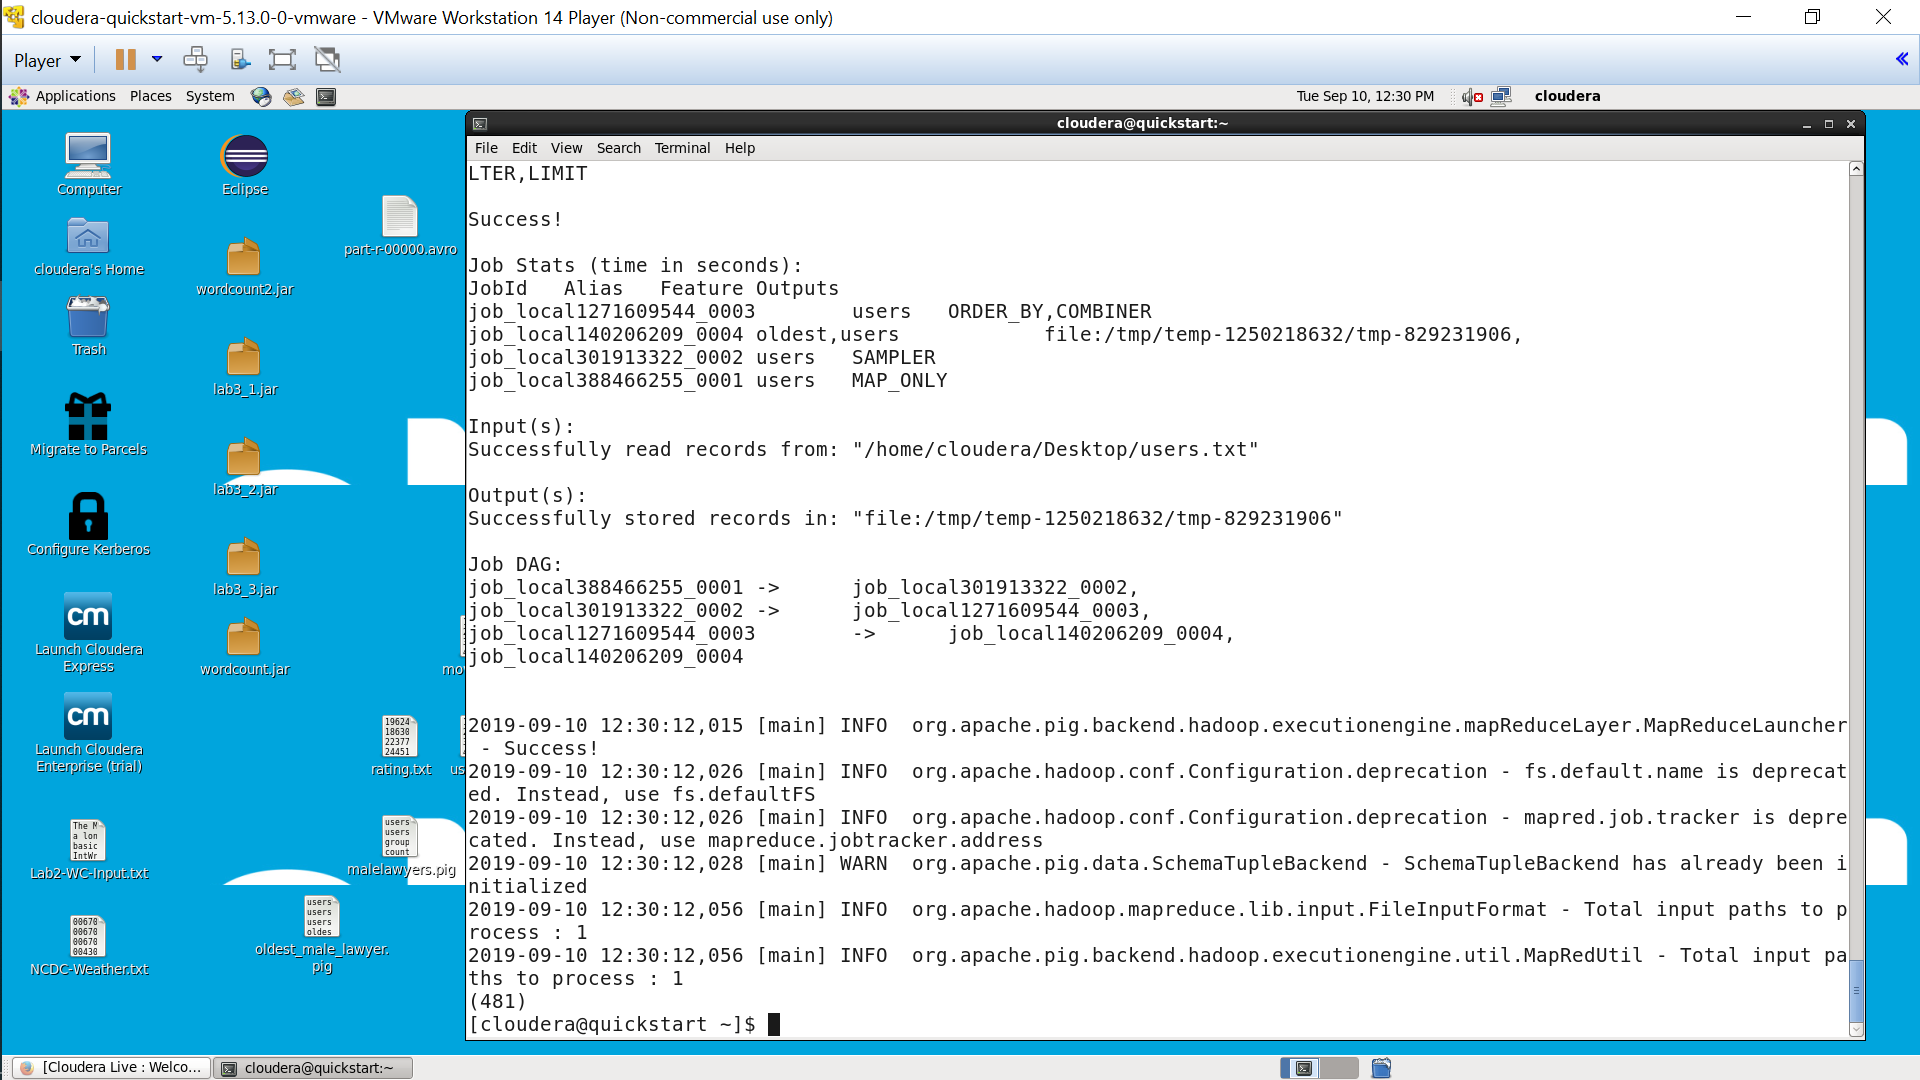 cloudera-quickstart-vm-5.13.0-0-vmware - VMware Workstation 14 Player (Non-commercial use only)
Player
Applications Places System
Tue Sep 10, 12:30 PM
cloudera
Computer
cloudera's Home
Trash
Migrate to Parcels
Configure Kerberos
cm
Launch Cloudera
Express
cm
Launch Cloudera
Enterprise (trial)
The M
a lon
basic
IntWr
Lab2-WC-Input.txt
00670
00670
00670
00430
NCDC-Weather.txt
Eclipse
wordcount2.jar
lab3_1.jar
lab3_2.jar
lab3_3.jar
wordcount.jar
users
users
users
oldes
oldest_male_lawyer.
pig
part-r-00000.avro
mo
19624
18630
22377
24451
rating.txt
us
users
users
group
count
malelawyers.pig
cloudera@quickstart:~
File Edit View Search Terminal Help
LTER,LIMIT
Success!
Job Stats (time in seconds):
JobId Alias Feature Outputs
job_local1271609544_0003 users ORDER_BY,COMBINER
job_local140206209_0004 oldest,users file:/tmp/temp-1250218632/tmp-829231906,
job_local301913322_0002 users SAMPLER
job_local388466255_0001 users MAP_ONLY
Input(s):
Successfully read records from: "/home/cloudera/Desktop/users.txt"
Output(s):
Successfully stored records in: "file:/tmp/temp-1250218632/tmp-829231906"
Job DAG:
job_local388466255_0001 -> job_local301913322_0002,
job_local301913322_0002 -> job_local1271609544_0003,
job_local1271609544_0003 -> job_local140206209_0004,
job_local140206209_0004
2019-09-10 12:30:12,015 [main] INFO org.apache.pig.backend.hadoop.executionengine.mapReduceLayer.MapReduceLauncher
- Success!
2019-09-10 12:30:12,026 [main] INFO org.apache.hadoop.conf.Configuration.deprecation - fs.default.name is deprecat
ed. Instead, use fs.defaultFS
2019-09-10 12:30:12,026 [main] INFO org.apache.hadoop.conf.Configuration.deprecation - mapred.job.tracker is depre
cated. Instead, use mapreduce.jobtracker.address
2019-09-10 12:30:12,028 [main] WARN org.apache.pig.data.SchemaTupleBackend - SchemaTupleBackend has already been i
nitialized
2019-09-10 12:30:12,056 [main] INFO org.apache.hadoop.mapreduce.lib.input.FileInputFormat - Total input paths to p
rocess : 1
2019-09-10 12:30:12,056 [main] INFO org.apache.pig.backend.hadoop.executionengine.util.MapRedUtil - Total input pa
ths to process : 1
(481)
[cloudera@quickstart ~]$
[Cloudera Live : Welco...
cloudera@quickstart:~